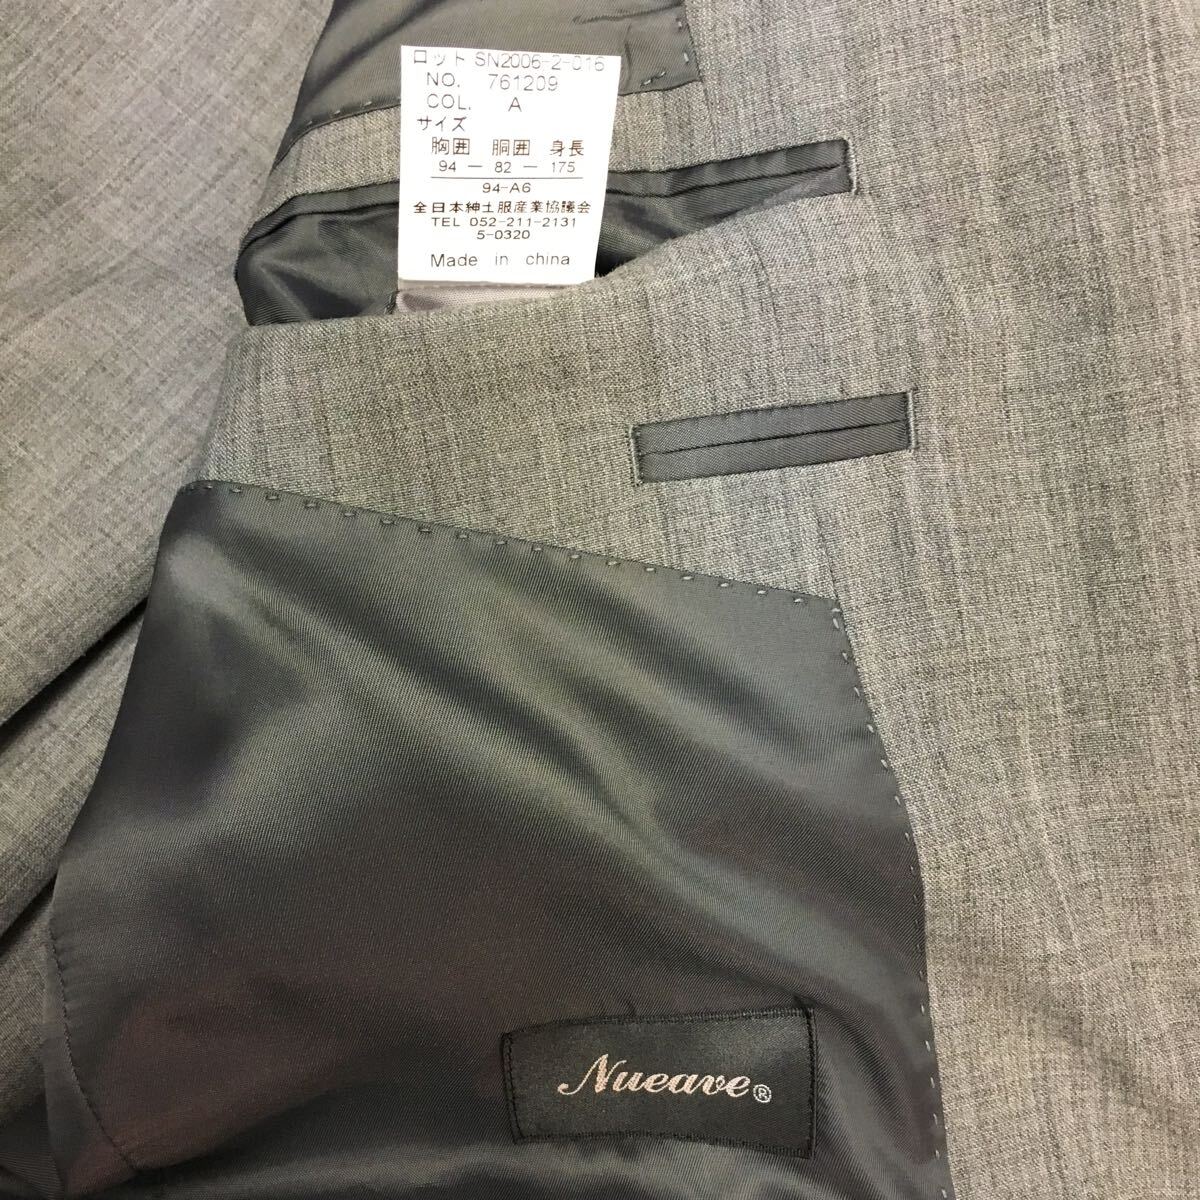 ロット SN2006-2-016
NO. 761209
COL. A
サイズ
胸囲 胴囲 身長
94 — 82 — 175
94-A6
全日本紳士服産業協議会
TEL 052-211-2131
5-0320
Made in china
Nueave®